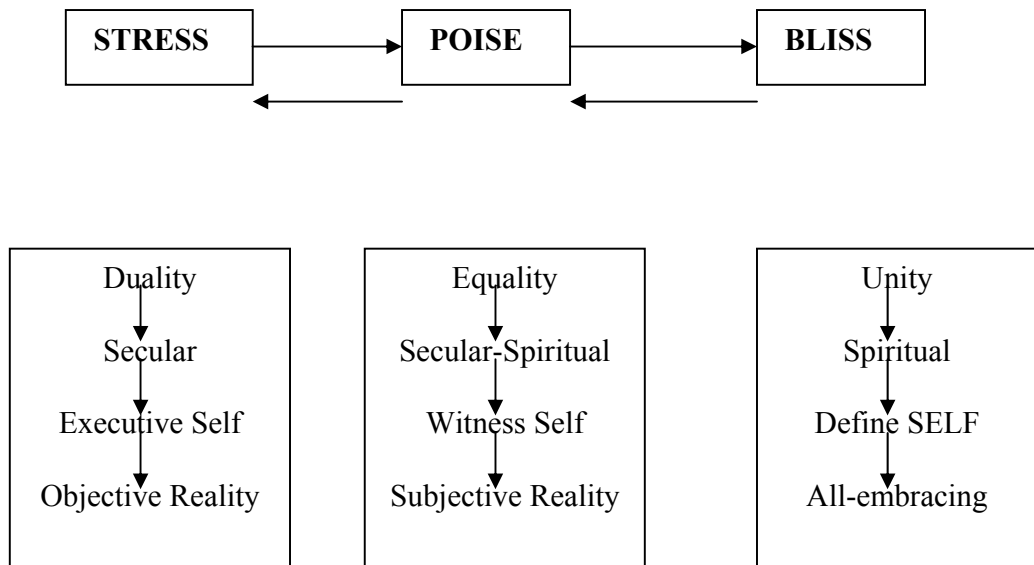 STRESS POISE BLISS
Duality
Secular
Executive Self
Objective Reality
Equality
Secular-Spiritual
Witness Self
Subjective Reality
Unity
Spiritual
Define SELF
All-embracing